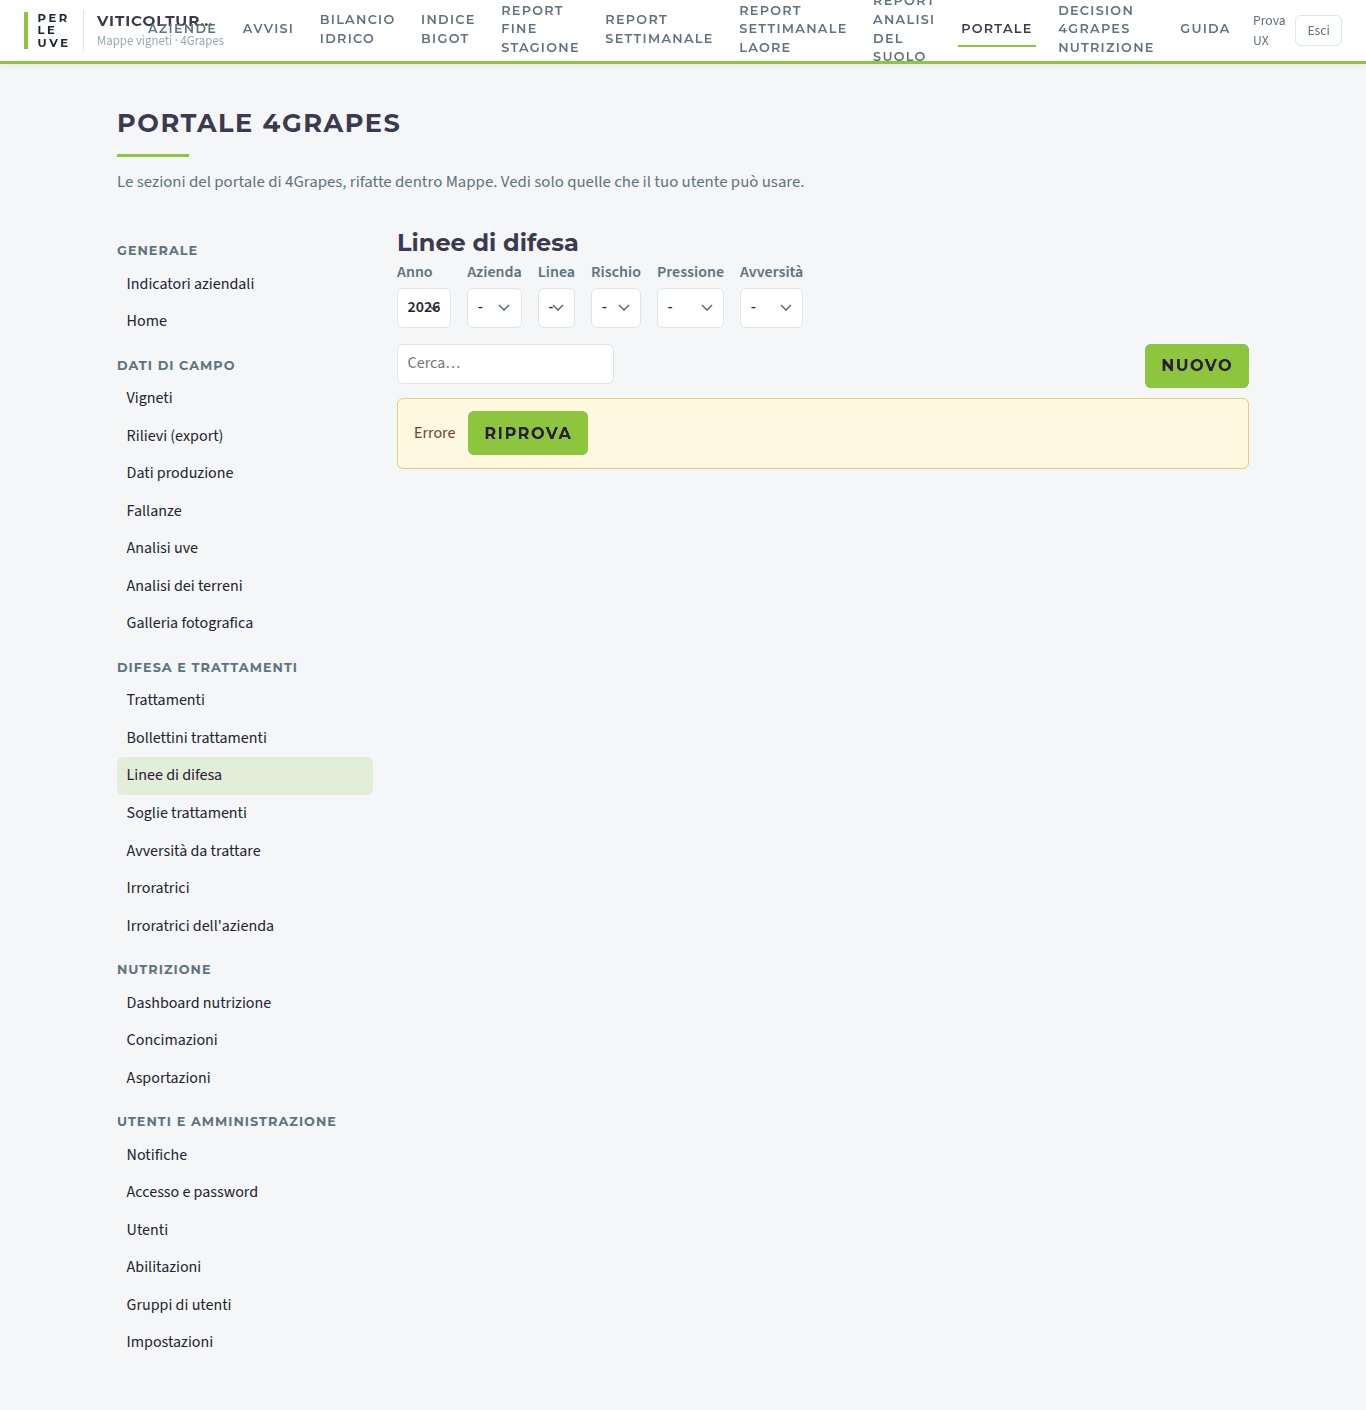 PER
LE
UVE
VITICOLTUR...
Mappe vigneti · 4Grapes
AZIENDE
AVVISI
BILANCIO
IDRICO
INDICE
BIGOT
REPORT
FINE
STAGIONE
REPORT
SETTIMANALE
REPORT
SETTIMANALE
LAORE
REPORT
ANALISI
DEL
SUOLO
PORTALE
DECISION
4GRAPES
NUTRIZIONE
GUIDA
Prova
UX
Esci
PORTALE 4GRAPES
Le sezioni del portale di 4Grapes, rifatte dentro Mappe. Vedi solo quelle che il tuo utente può usare.
GENERALE
Indicatori aziendali
Home
DATI DI CAMPO
Vigneti
Rilievi (export)
Dati produzione
Fallanze
Analisi uve
Analisi dei terreni
Galleria fotografica
DIFESA E TRATTAMENTI
Trattamenti
Bollettini trattamenti
Linee di difesa
Soglie trattamenti
Avversità da trattare
Irroratrici
Irroratrici dell'azienda
NUTRIZIONE
Dashboard nutrizione
Concimazioni
Asportazioni
UTENTI E AMMINISTRAZIONE
Notifiche
Accesso e password
Utenti
Abilitazioni
Gruppi di utenti
Impostazioni
Linee di difesa
Anno Azienda Linea Rischio Pressione Avversità
2026 - - - - -
Cerca...
NUOVO
Errore RIPROVA